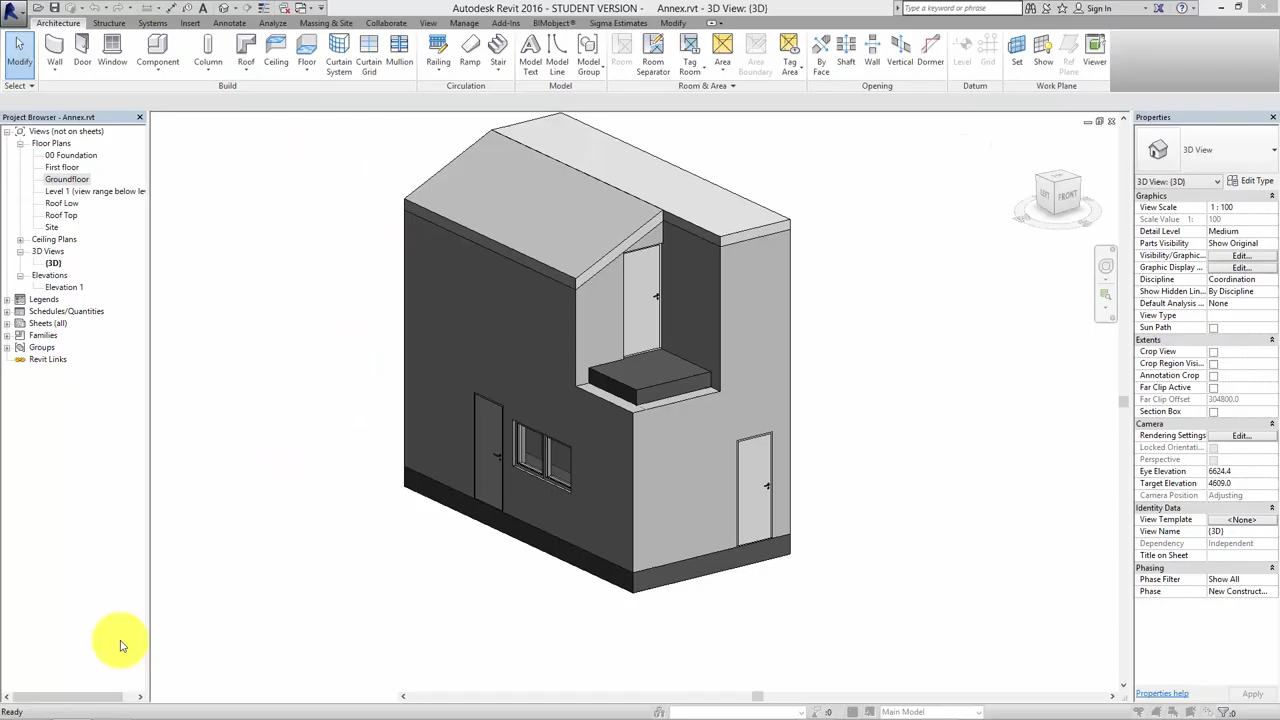 Autodesk Revit 2016 - STUDENT VERSION - Annex.rvt - 3D View: {3D}
Type a keyword or phrase
Sign In
Architecture Structure Systems Insert Annotate Analyze Massing & Site Collaborate View Manage Add-Ins BIMobject® Sigma Estimates Modify
Modify Wall Door Window Component Column Roof Ceiling Floor Curtain System Curtain Grid Mullion Railing Ramp Stair Model Text Model Line Model Group Room Room Separator Tag Room Area Area Boundary Tag Area By Face Shaft Wall Vertical Dormer Level Grid Set Show Ref Plane Viewer
Select Build Circulation Model Room & Area Opening Datum Work Plane
Project Browser - Annex.rvt
Views (not on sheets)
Floor Plans
00 Foundation
First floor
Groundfloor
Level 1 (view range below le
Roof Low
Roof Top
Site
Ceiling Plans
3D Views
{3D}
Elevations
Elevation 1
Legends
Schedules/Quantities
Sheets (all)
Families
Groups
Revit Links
LEFT FRONT
Properties
3D View
3D View: {3D} Edit Type
Graphics
View Scale 1 : 100
Scale Value 1: 100
Detail Level Medium
Parts Visibility Show Original
Visibility/Graphic... Edit...
Graphic Display ... Edit...
Discipline Coordination
Show Hidden Lin... By Discipline
Default Analysis ... None
View Type
Sun Path
Extents
Crop View
Crop Region Visi...
Annotation Crop
Far Clip Active
Far Clip Offset 304800.0
Section Box
Camera
Rendering Settings Edit...
Locked Orientati...
Perspective
Eye Elevation 6624.4
Target Elevation 4609.0
Camera Position Adjusting
Identity Data
View Template <None>
View Name {3D}
Dependency Independent
Title on Sheet
Phasing
Phase Filter Show All
Phase New Construct...
Properties help Apply
Ready :0 Main Model :0